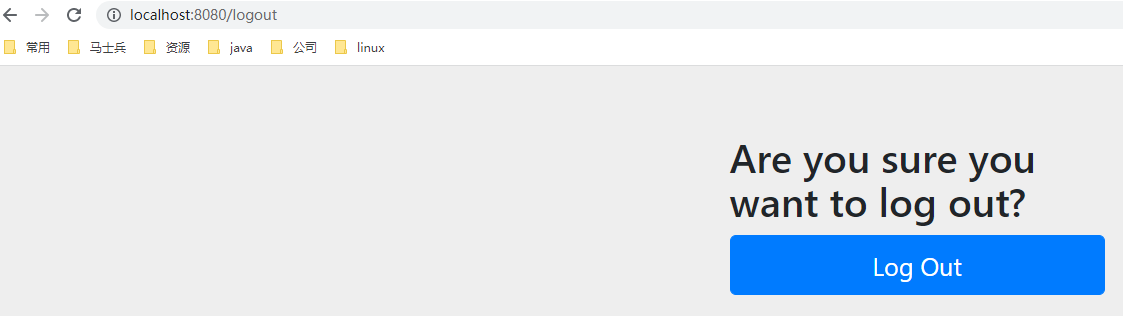 localhost:8080/logout
常用 马士兵 资源 java 公司 linux
Are you sure you
want to log out?
Log Out